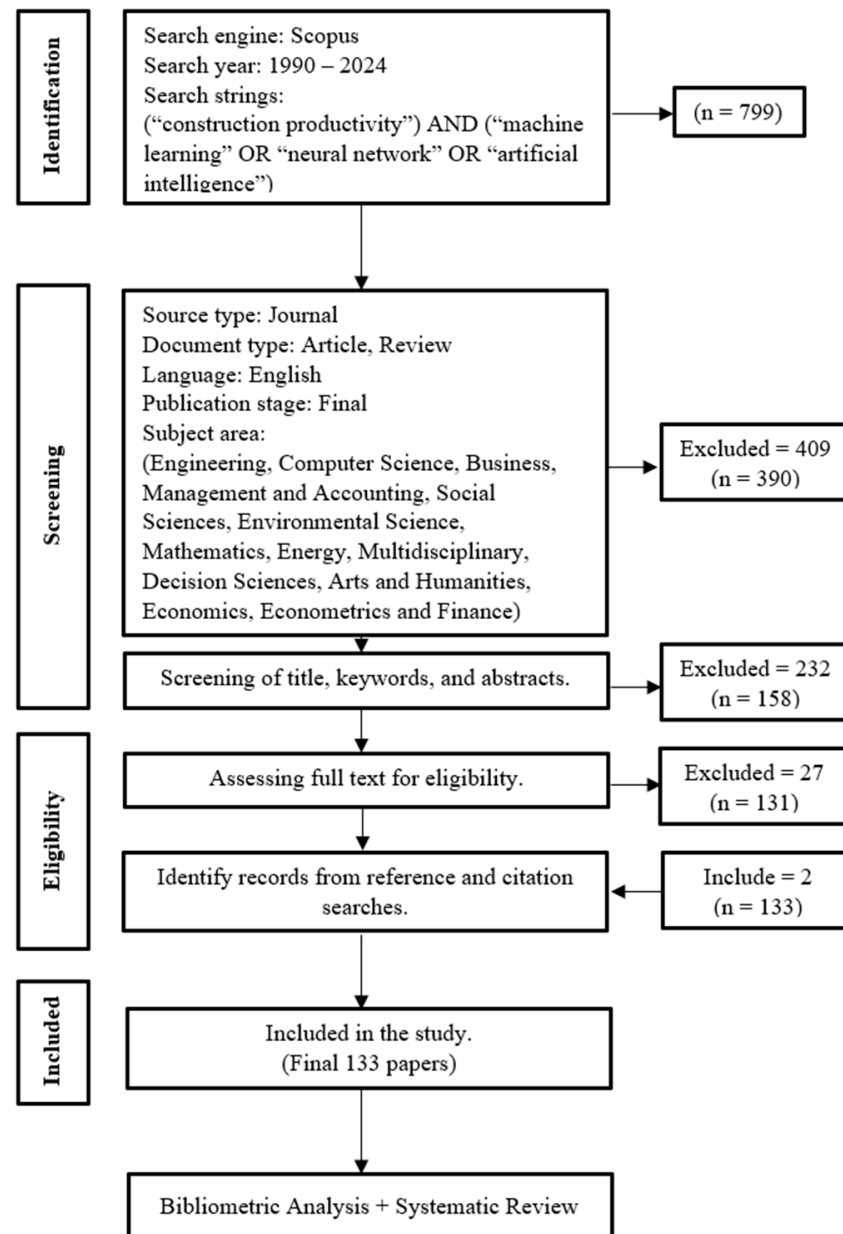 Identification
Search engine: Scopus
Search year: 1990 – 2024
Search strings:
(“construction productivity”) AND (“machine
learning” OR “neural network” OR “artificial
intelligence”)
(n = 799)
Screening
Source type: Journal
Document type: Article, Review
Language: English
Publication stage: Final
Subject area:
(Engineering, Computer Science, Business,
Management and Accounting, Social
Sciences, Environmental Science,
Mathematics, Energy, Multidisciplinary,
Decision Sciences, Arts and Humanities,
Economics, Econometrics and Finance)
Excluded = 409
(n = 390)
Screening of title, keywords, and abstracts.
Excluded = 232
(n = 158)
Eligibility
Assessing full text for eligibility.
Excluded = 27
(n = 131)
Identify records from reference and citation
searches.
Include = 2
(n = 133)
Included
Included in the study.
(Final 133 papers)
Bibliometric Analysis + Systematic Review